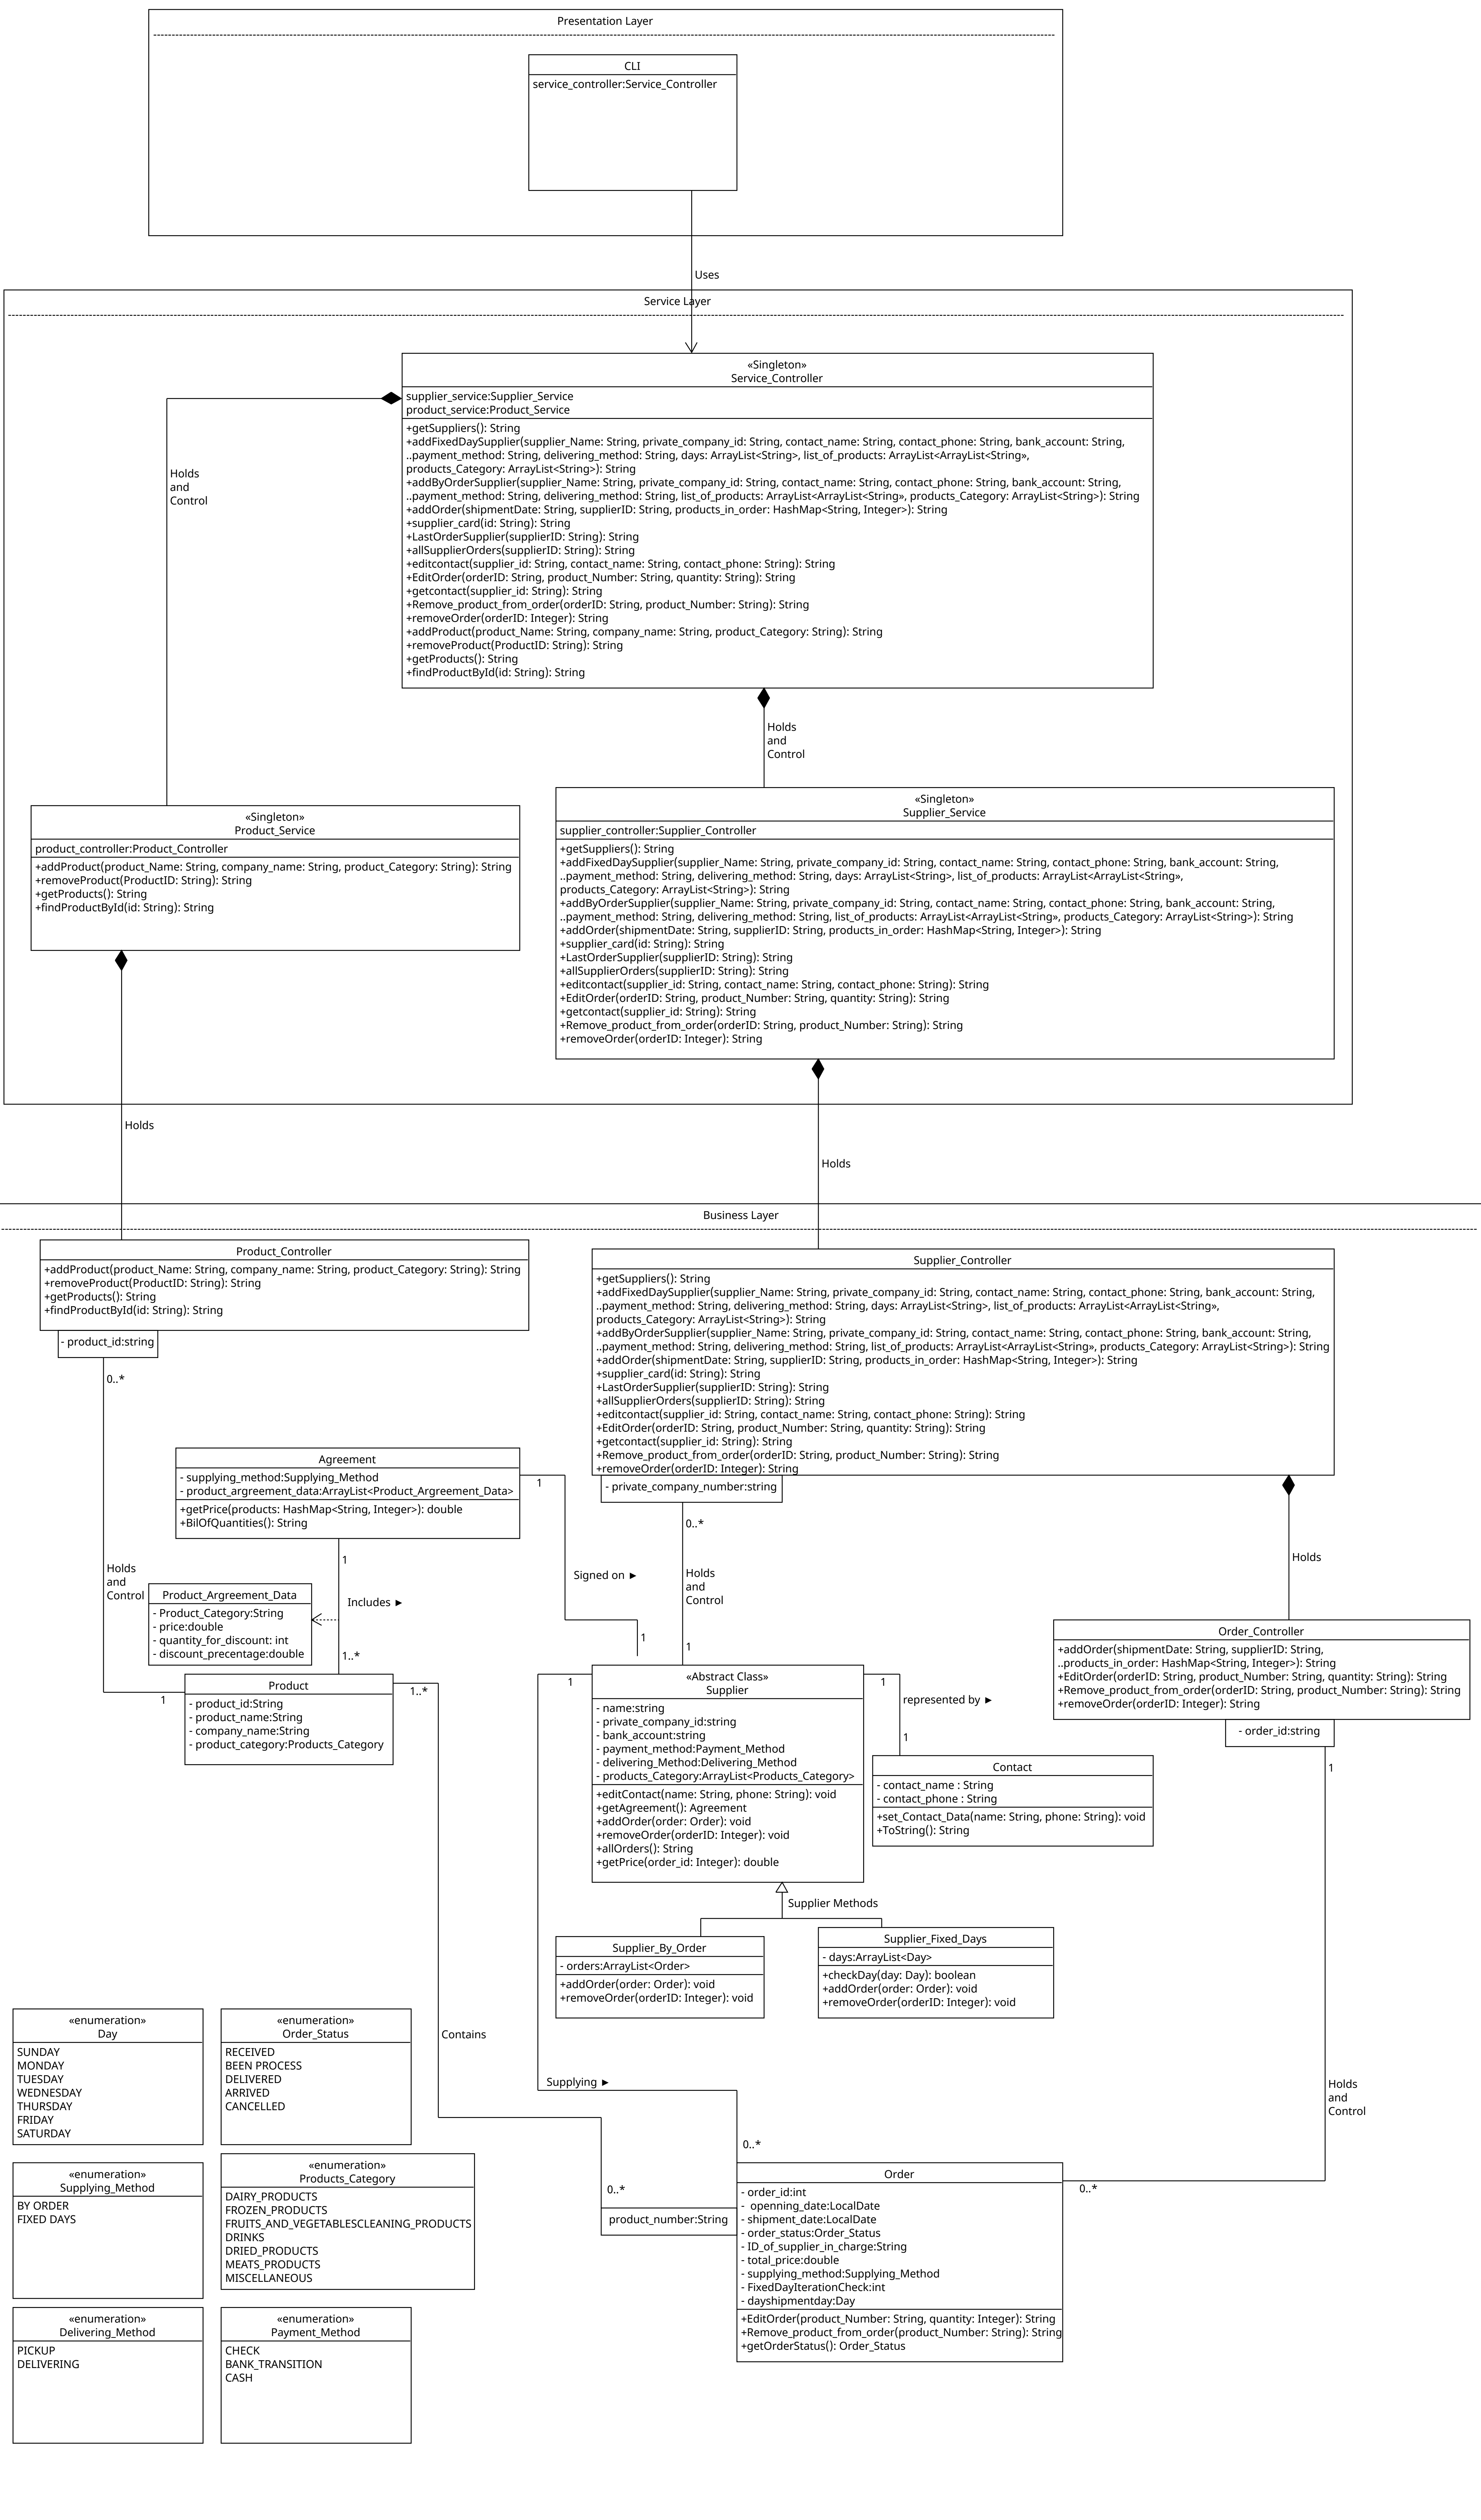 Presentation Layer
CLI
service_controller:Service_Controller
Uses
Service Layer
«Singleton»
Service_Controller
supplier_service:Supplier_Service
product_service:Product_Service
+getSuppliers(): String
+addFixedDaySupplier(supplier_Name: String, private_company_id: String, contact_name: String, contact_phone: String, bank_account: String,
..payment_method: String, delivering_method: String, days: ArrayList<String>, list_of_products: ArrayList<ArrayList<String»,
products_Category: ArrayList<String>): String
+addByOrderSupplier(supplier_Name: String, private_company_id: String, contact_name: String, contact_phone: String, bank_account: String,
..payment_method: String, delivering_method: String, list_of_products: ArrayList<ArrayList<String», products_Category: ArrayList<String>): String
+addOrder(shipmentDate: String, supplierID: String, products_in_order: HashMap<String, Integer>): String
+supplier_card(id: String): String
+LastOrderSupplier(supplierID: String): String
+allSupplierOrders(supplierID: String): String
+editcontact(supplier_id: String, contact_name: String, contact_phone: String): String
+EditOrder(orderID: String, product_Number: String, quantity: String): String
+getcontact(supplier_id: String): String
+Remove_product_from_order(orderID: String, product_Number: String): String
+removeOrder(orderID: Integer): String
+addProduct(product_Name: String, company_name: String, product_Category: String): String
+removeProduct(ProductID: String): String
+getProducts(): String
+findProductById(id: String): String
Holds
and
Control
Holds
and
Control
«Singleton»
Product_Service
product_controller:Product_Controller
+addProduct(product_Name: String, company_name: String, product_Category: String): String
+removeProduct(ProductID: String): String
+getProducts(): String
+findProductById(id: String): String
«Singleton»
Supplier_Service
supplier_controller:Supplier_Controller
+getSuppliers(): String
+addFixedDaySupplier(supplier_Name: String, private_company_id: String, contact_name: String, contact_phone: String, bank_account: String,
..payment_method: String, delivering_method: String, days: ArrayList<String>, list_of_products: ArrayList<ArrayList<String»,
products_Category: ArrayList<String>): String
+addByOrderSupplier(supplier_Name: String, private_company_id: String, contact_name: String, contact_phone: String, bank_account: String,
..payment_method: String, delivering_method: String, list_of_products: ArrayList<ArrayList<String», products_Category: ArrayList<String>): String
+addOrder(shipmentDate: String, supplierID: String, products_in_order: HashMap<String, Integer>): String
+supplier_card(id: String): String
+LastOrderSupplier(supplierID: String): String
+allSupplierOrders(supplierID: String): String
+editcontact(supplier_id: String, contact_name: String, contact_phone: String): String
+EditOrder(orderID: String, product_Number: String, quantity: String): String
+getcontact(supplier_id: String): String
+Remove_product_from_order(orderID: String, product_Number: String): String
+removeOrder(orderID: Integer): String
Holds
Holds
Business Layer
Product_Controller
+addProduct(product_Name: String, company_name: String, product_Category: String): String
+removeProduct(ProductID: String): String
+getProducts(): String
+findProductById(id: String): String
- product_id:string
0..*
Supplier_Controller
+getSuppliers(): String
+addFixedDaySupplier(supplier_Name: String, private_company_id: String, contact_name: String, contact_phone: String, bank_account: String,
..payment_method: String, delivering_method: String, days: ArrayList<String>, list_of_products: ArrayList<ArrayList<String»,
products_Category: ArrayList<String>): String
+addByOrderSupplier(supplier_Name: String, private_company_id: String, contact_name: String, contact_phone: String, bank_account: String,
..payment_method: String, delivering_method: String, list_of_products: ArrayList<ArrayList<String», products_Category: ArrayList<String>): String
+addOrder(shipmentDate: String, supplierID: String, products_in_order: HashMap<String, Integer>): String
+supplier_card(id: String): String
+LastOrderSupplier(supplierID: String): String
+allSupplierOrders(supplierID: String): String
+editcontact(supplier_id: String, contact_name: String, contact_phone: String): String
+EditOrder(orderID: String, product_Number: String, quantity: String): String
+getcontact(supplier_id: String): String
+Remove_product_from_order(orderID: String, product_Number: String): String
+removeOrder(orderID: Integer): String
- private_company_number:string
0..*
Holds
and
Control
1
Agreement
- supplying_method:Supplying_Method
- product_argreement_data:ArrayList<Product_Argreement_Data>
+getPrice(products: HashMap<String, Integer>): double
+BilOfQuantities(): String
1
Signed on ►
1
1
Includes ►
1..*
Holds
and
Control
1
Product_Argreement_Data
- Product_Category:String
- price:double
- quantity_for_discount: int
- discount_precentage:double
Product
- product_id:String
- product_name:String
- company_name:String
- product_category:Products_Category
1..*
Holds
Order_Controller
+addOrder(shipmentDate: String, supplierID: String,
..products_in_order: HashMap<String, Integer>): String
+EditOrder(orderID: String, product_Number: String, quantity: String): String
+Remove_product_from_order(orderID: String, product_Number: String): String
+removeOrder(orderID: Integer): String
- order_id:string
1
1
«Abstract Class»
Supplier
- name:string
- private_company_id:string
- bank_account:string
- payment_method:Payment_Method
- delivering_Method:Delivering_Method
- products_Category:ArrayList<Products_Category>
+editContact(name: String, phone: String): void
+getAgreement(): Agreement
+addOrder(order: Order): void
+removeOrder(orderID: Integer): void
+allOrders(): String
+getPrice(order_id: Integer): double
1
represented by ►
1
Contact
- contact_name : String
- contact_phone : String
+set_Contact_Data(name: String, phone: String): void
+ToString(): String
Supplier Methods
Supplier_By_Order
- orders:ArrayList<Order>
+addOrder(order: Order): void
+removeOrder(orderID: Integer): void
Supplier_Fixed_Days
- days:ArrayList<Day>
+checkDay(day: Day): boolean
+addOrder(order: Order): void
+removeOrder(orderID: Integer): void
«enumeration»
Day
SUNDAY
MONDAY
TUESDAY
WEDNESDAY
THURSDAY
FRIDAY
SATURDAY
«enumeration»
Order_Status
RECEIVED
BEEN PROCESS
DELIVERED
ARRIVED
CANCELLED
Contains
Supplying ►
0..*
Holds
and
Control
0..*
«enumeration»
Supplying_Method
BY ORDER
FIXED DAYS
«enumeration»
Products_Category
DAIRY_PRODUCTS
FROZEN_PRODUCTS
FRUITS_AND_VEGETABLESCLEANING_PRODUCTS
DRINKS
DRIED_PRODUCTS
MEATS_PRODUCTS
MISCELLANEOUS
0..*
product_number:String
Order
- order_id:int
-  openning_date:LocalDate
- shipment_date:LocalDate
- order_status:Order_Status
- ID_of_supplier_in_charge:String
- total_price:double
- supplying_method:Supplying_Method
- FixedDayIterationCheck:int
- dayshipmentday:Day
+EditOrder(product_Number: String, quantity: Integer): String
+Remove_product_from_order(product_Number: String): String
+getOrderStatus(): Order_Status
«enumeration»
Delivering_Method
PICKUP
DELIVERING
«enumeration»
Payment_Method
CHECK
BANK_TRANSITION
CASH